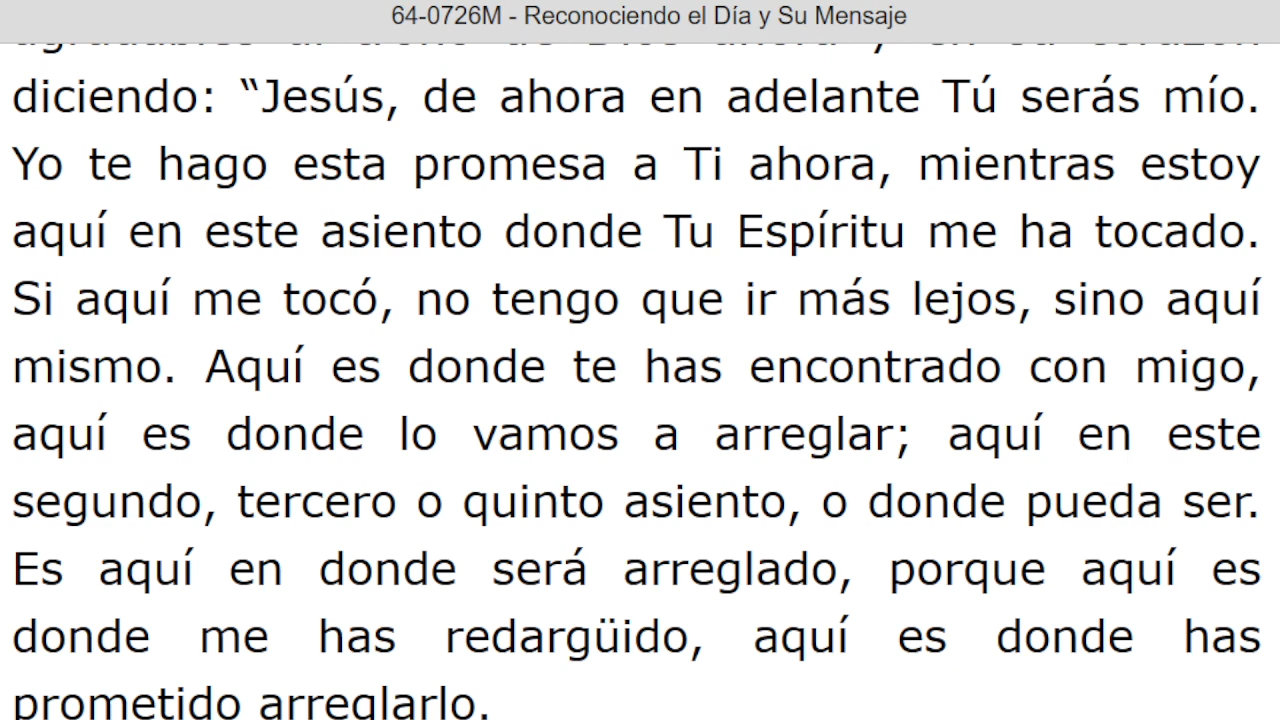 64-0726M - Reconociendo el Día y Su Mensaje
diciendo: “Jesús, de ahora en adelante Tú serás mío.
Yo te hago esta promesa a Ti ahora, mientras estoy
aquí en este asiento donde Tu Espíritu me ha tocado.
Si aquí me tocó, no tengo que ir más lejos, sino aquí
mismo. Aquí es donde te has encontrado con migo,
aquí es donde lo vamos a arreglar; aquí en este
segundo, tercero o quinto asiento, o donde pueda ser.
Es aquí en donde será arreglado, porque aquí es
donde me has redargüido, aquí es donde has
prometido arreglarlo.